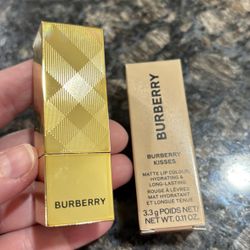 BURBERRY
BURBERRY
BURBERRY
KISSES
MATTE LIP COLOUR
HYDRATING &
LONG-LASTING
ROUGE À LÈVRES
MAT HYDRATANT
ET LONGUE TENUE
3.3 g POIDS NET/
NET WT. 0.11 OZ.